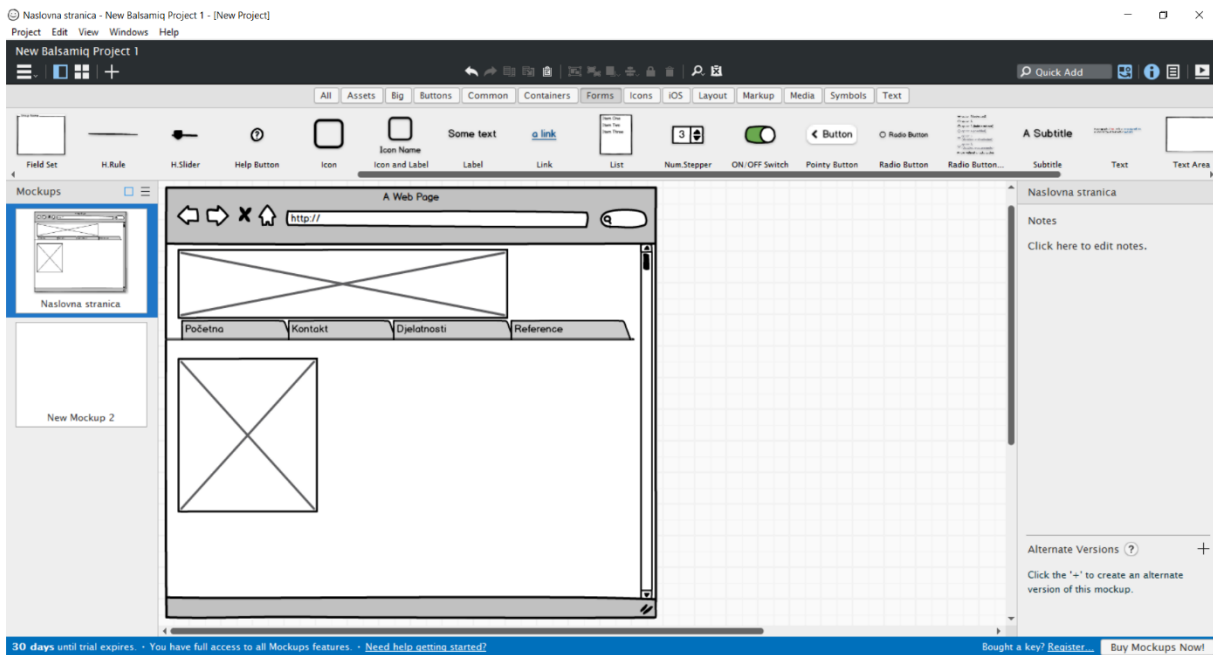 Naslovna stranica - New Balsamiq Project 1 - [New Project]
Project Edit View Windows Help
New Balsamiq Project 1
Quick Add
All Assets Big Buttons Common Containers Forms Icons iOS Layout Markup Media Symbols Text
Some text a link 3 Button Radio Button A Subtitle
Icon Name
Item One
Item Two
Item Three
Field Set H.Rule H.Slider Help Button Icon Icon and Label Label Link List Num.Stepper ON/OFF Switch Pointy Button Radio Button Radio Button... Subtitle Text Text Area
Mockups
Naslovna stranica
New Mockup 2
A Web Page
http://
Početna Kontakt Djelatnosti Reference
Naslovna stranica
Notes
Click here to edit notes.
Alternate Versions ?
Click the '+' to create an alternate
version of this mockup.
30 days until trial expires. • You have full access to all Mockups features. • Need help getting started? Bought a key? Register... Buy Mockups Now!